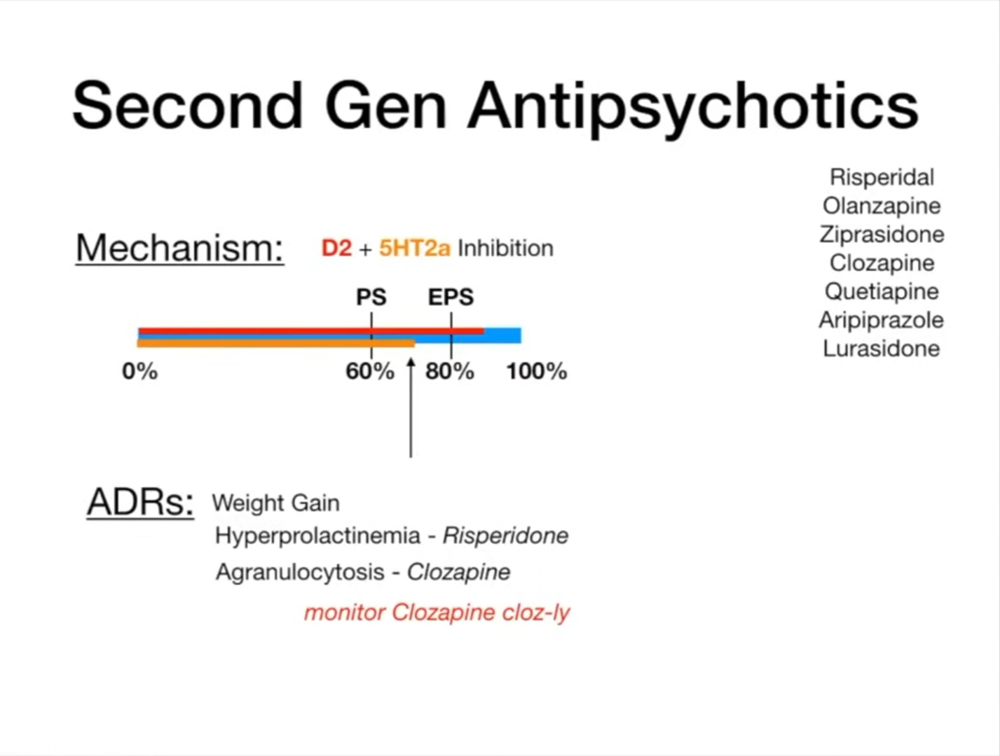 Second Gen Antipsychotics
Risperidal
Olanzapine
Ziprasidone
Clozapine
Quetiapine
Aripiprazole
Lurasidone
Mechanism: D2 + 5HT2a Inhibition
PS EPS
0% 60% 80% 100%
ADRs: Weight Gain
Hyperprolactinemia - Risperidone
Agranulocytosis - Clozapine
monitor Clozapine cloz-ly